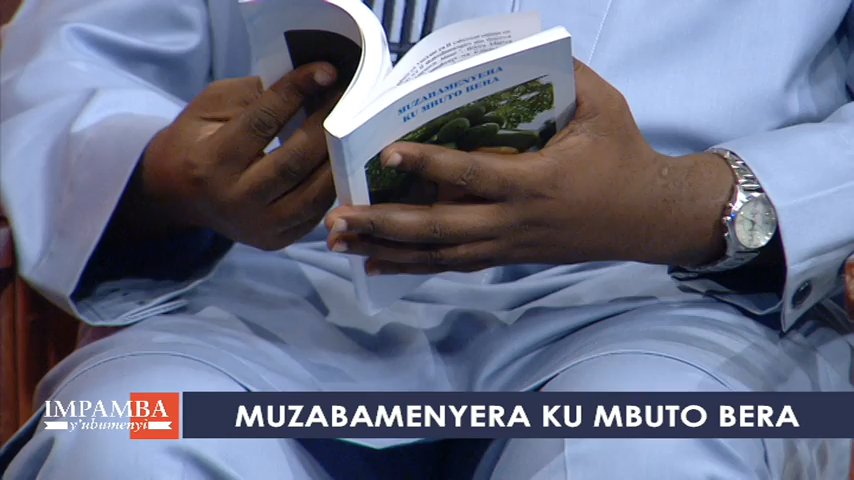 MUZABAMENYERA
KU MBUTO BERA
IMPAMBA
y'ubumenyi
MUZABAMENYERA KU MBUTO BERA